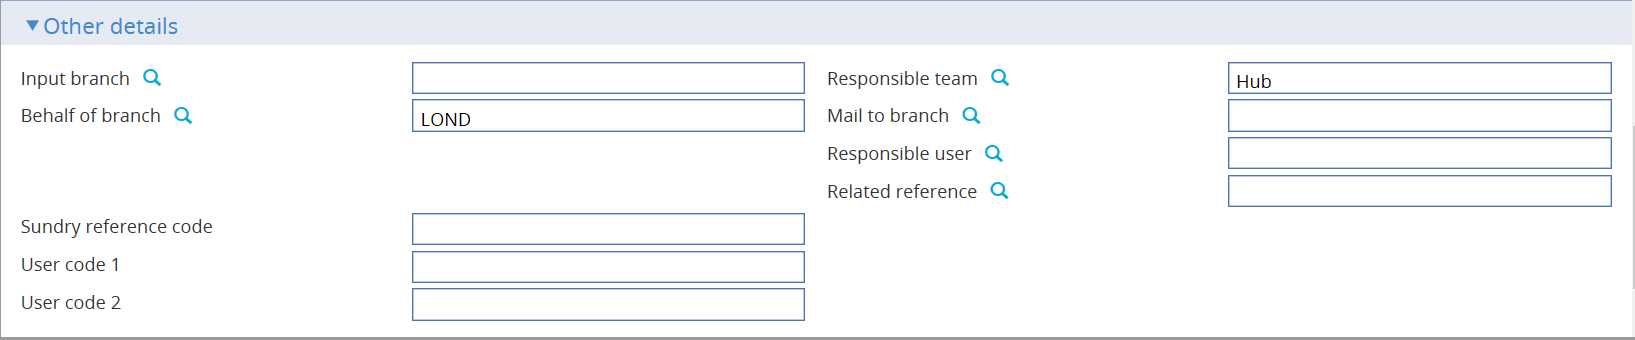 Other details
Input branch
Responsible team
Hub
Behalf of branch
LOND
Mail to branch
Responsible user
Related reference
Sundry reference code
User code 1
User code 2